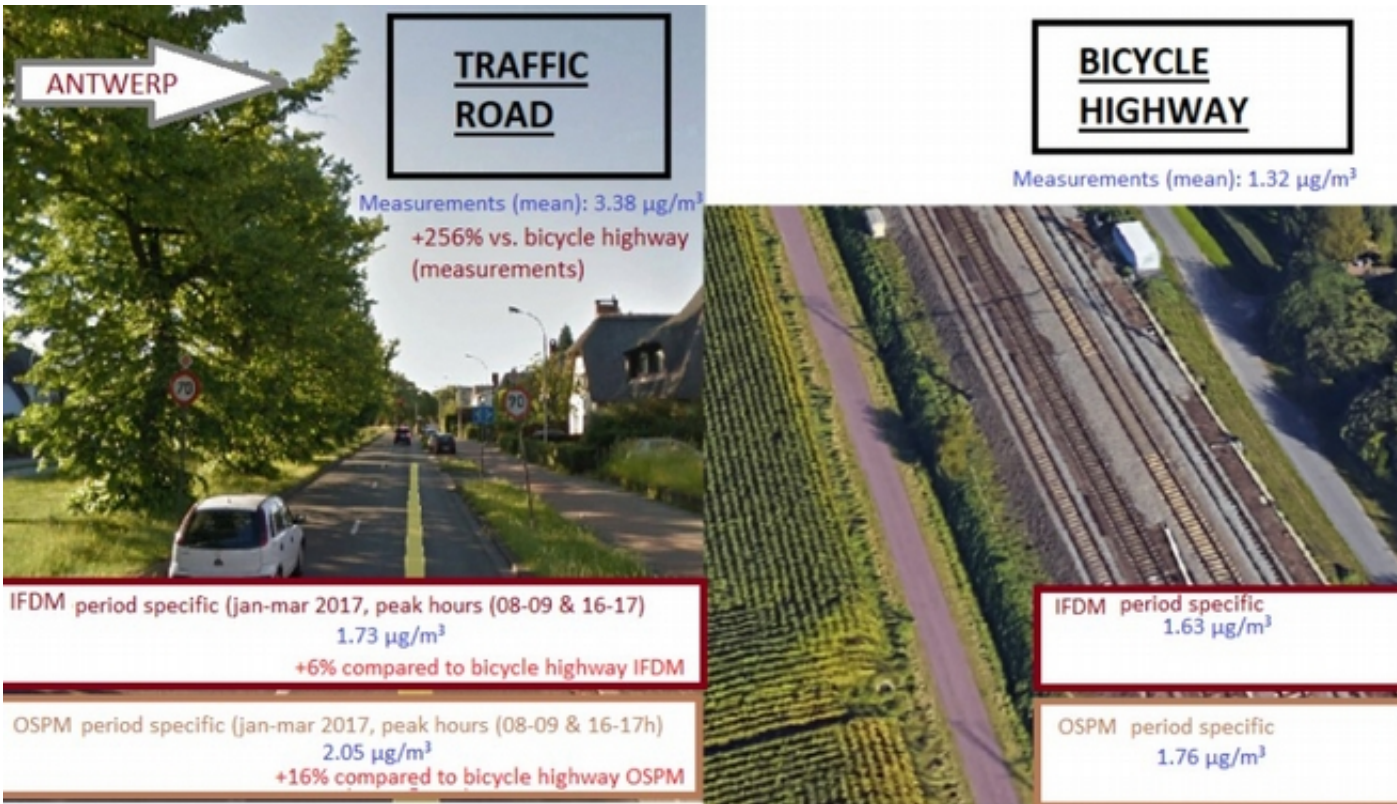 ANTWERP
TRAFFIC
ROAD
Measurements (mean): 3.38 µg/m³
+256% vs. bicycle highway
(measurements)
70
70
IFDM period specific (jan-mar 2017, peak hours (08-09 & 16-17)
1.73 µg/m³
+6% compared to bicycle highway IFDM
OSPM period specific (jan-mar 2017, peak hours (08-09 & 16-17h)
2.05 µg/m³
+16% compared to bicycle highway OSPM
BICYCLE
HIGHWAY
Measurements (mean): 1.32 µg/m³
IFDM period specific
1.63 µg/m³
OSPM period specific
1.76 µg/m³